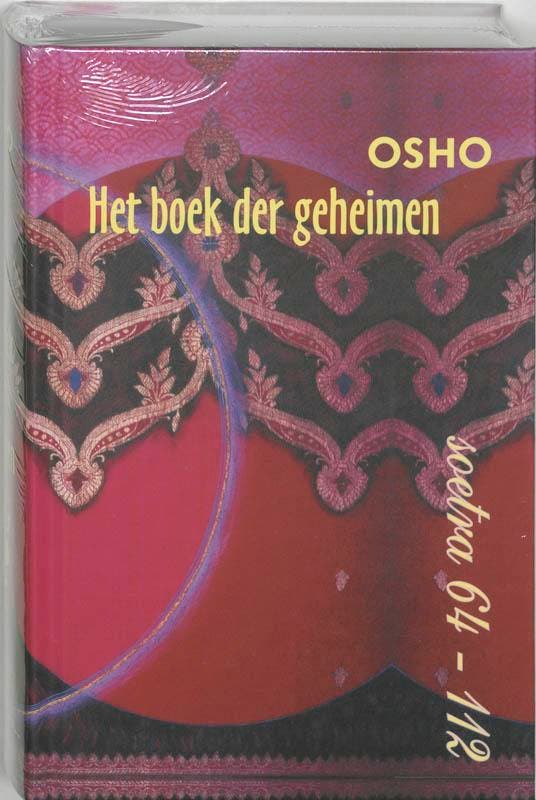 OSHO
Het boek der geheimen
soetra 64 - 112